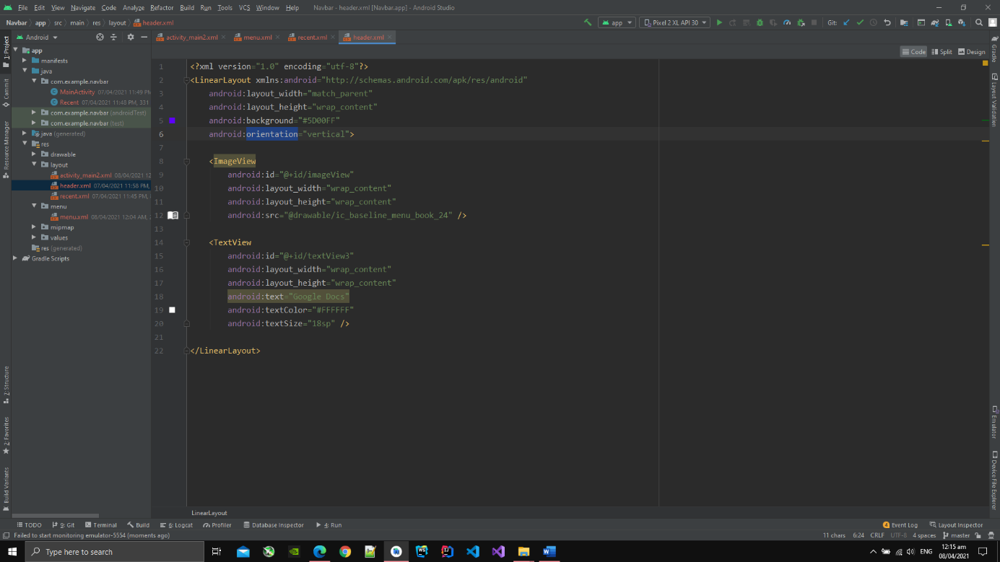 File Edit View Navigate Code Analyze Refactor Build Run Tools VCS Window Help Navbar - header.xml [Navbar.app] - Android Studio
Navbar app src main res layout header.xml app Pixel 2 XL API 30 Git:
Android activity_main2.xml menu.xml recent.xml header.xml
Code Split Design
app
manifests
java
com.example.navbar
MainActivity 07/04/2021 11:49 PM
Recent 07/04/2021 11:48 PM, 331
com.example.navbar (androidTest)
com.example.navbar (test)
java (generated)
res
drawable
layout
activity_main2.xml 08/04/2021 12
header.xml 07/04/2021 11:58 PM,
recent.xml 07/04/2021 11:45 PM,
menu
menu.xml 08/04/2021 12:04 AM,
mipmap
values
res (generated)
Gradle Scripts
1 <?xml version="1.0" encoding="utf-8"?>
2 <LinearLayout xmlns:android="http://schemas.android.com/apk/res/android"
3 android:layout_width="match_parent"
4 android:layout_height="wrap_content"
5 android:background="#5D00FF"
6 android:orientation="vertical">
7
8 <ImageView
9 android:id="@+id/imageView"
10 android:layout_width="wrap_content"
11 android:layout_height="wrap_content"
12 android:src="@drawable/ic_baseline_menu_book_24" />
13
14 <TextView
15 android:id="@+id/textView3"
16 android:layout_width="wrap_content"
17 android:layout_height="wrap_content"
18 android:text="Google Docs"
19 android:textColor="#FFFFFF"
20 android:textSize="18sp" />
21
22 </LinearLayout>
1: Project
Commit
Resource Manager
7: Structure
2: Favorites
Build Variants
Gradle
Layout Validation
Emulator
Device File Explorer
LinearLayout
TODO 9: Git Terminal Build 6: Logcat Profiler Database Inspector 4: Run 4 Event Log Layout Inspector
Failed to start monitoring emulator-5554 (moments ago) 11 chars 6:24 CRLF UTF-8 4 spaces master
Type here to search WS IJ ENG 12:15 am
08/04/2021